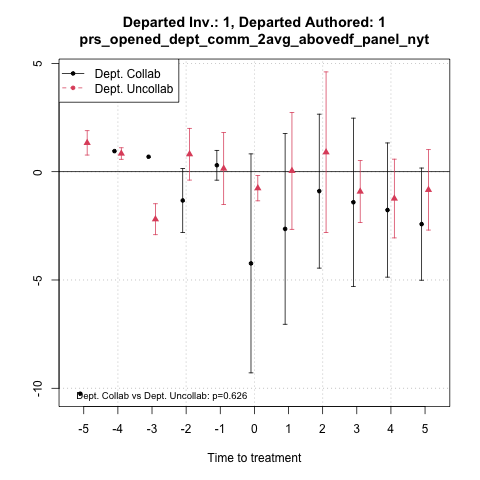 Departed Inv.: 1, Departed Authored: 1
prs_opened_dept_comm_2avg_abovedf_panel_nyt
Dept. Collab
Dept. Uncollab
5
0
-5
-10
Dept. Collab vs Dept. Uncollab: p=0.626
-5 -4 -3 -2 -1 0 1 2 3 4 5
Time to treatment